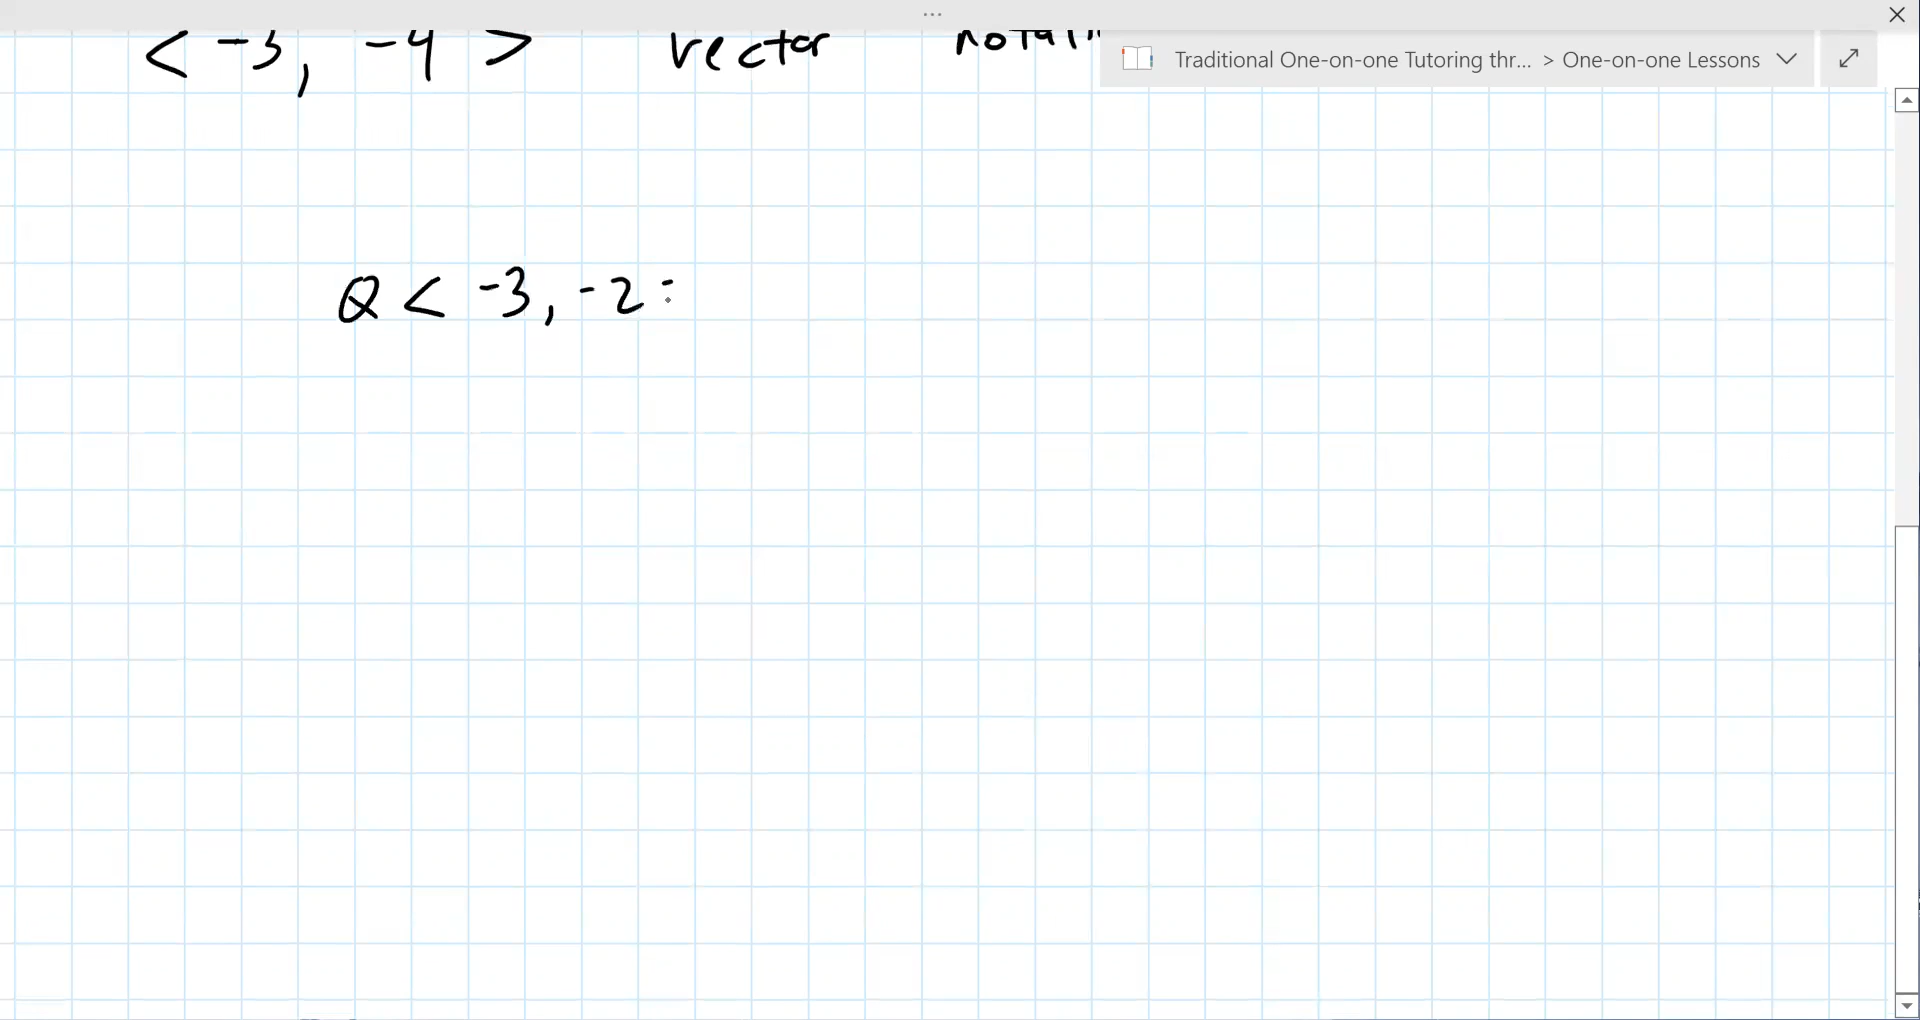 ...
< -3, -4 > vector
Traditional One-on-one Tutoring thr... > One-on-one Lessons
Q < -3, -2